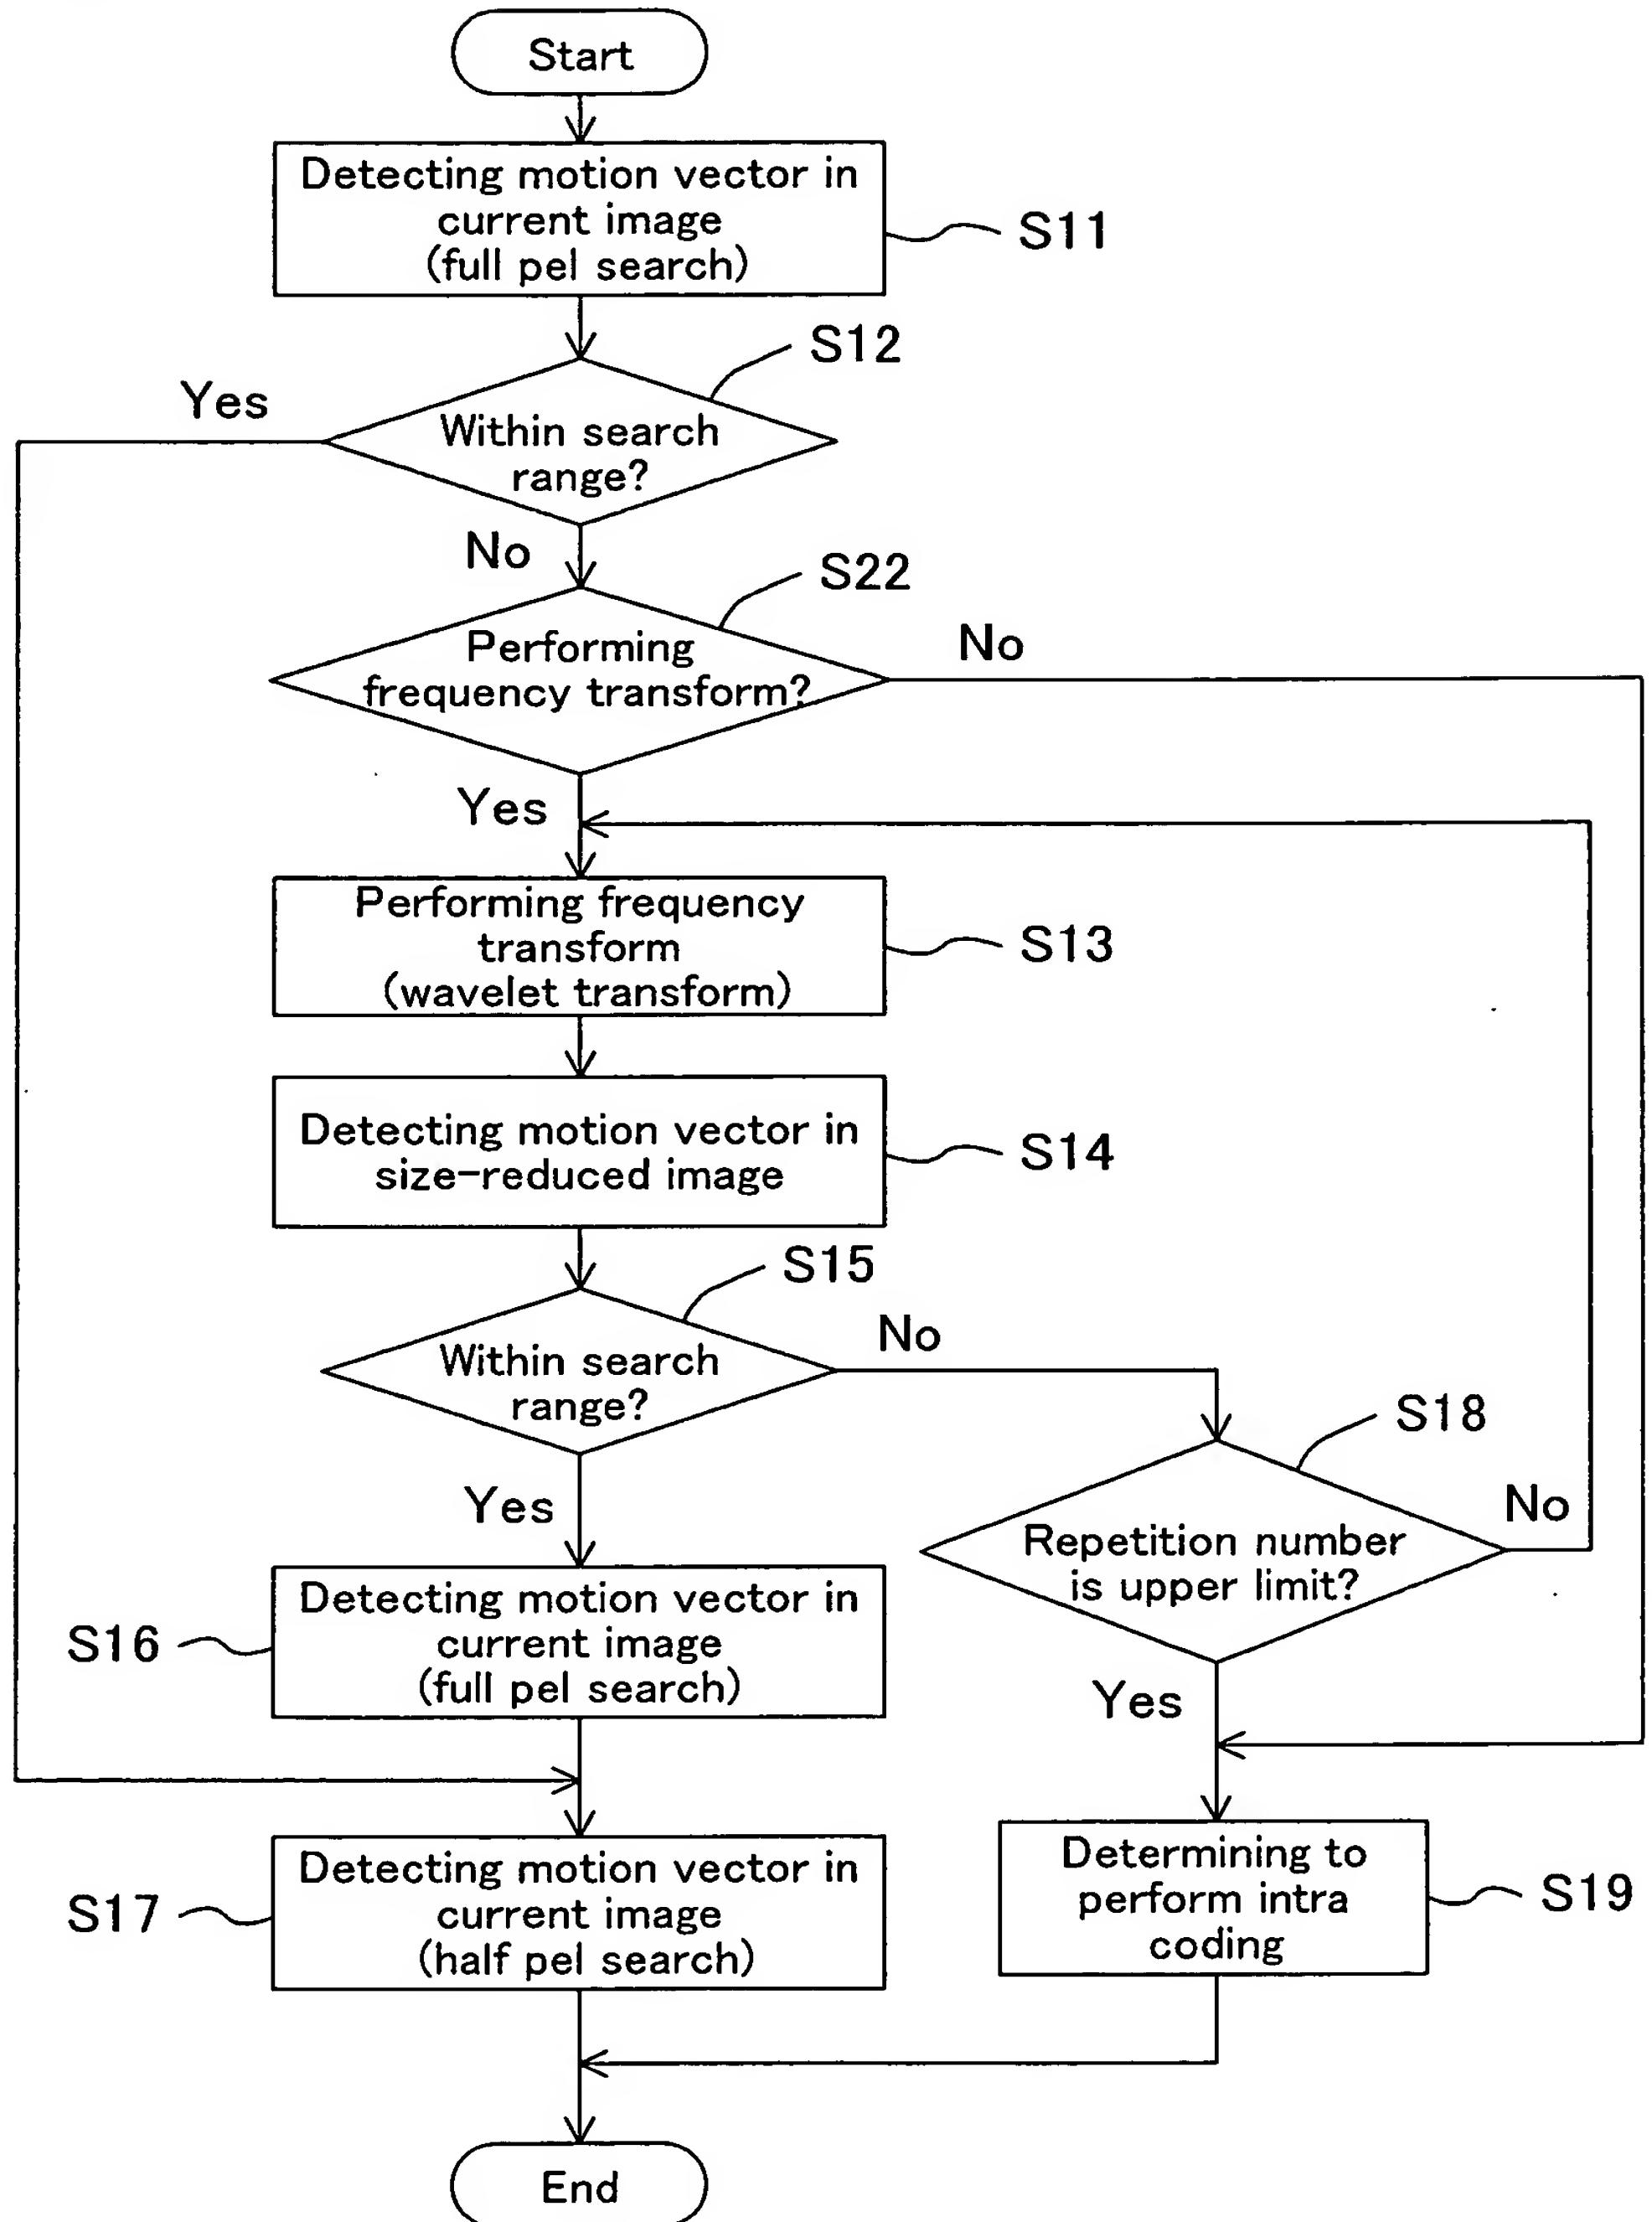 Start
Detecting motion vector in
current image
(full pel search)
S11
S12
Yes
Within search
range?
No
S22
Performing
frequency transform?
No
Yes
Performing frequency
transform
(wavelet transform)
S13
Detecting motion vector in
size-reduced image
S14
S15
Within search
range?
No
S18
Yes
No
Repetition number
is upper limit?
Detecting motion vector in
current image
(full pel search)
S16
Yes
Detecting motion vector in
current image
(half pel search)
S17
Determining to
perform intra
coding
S19
End